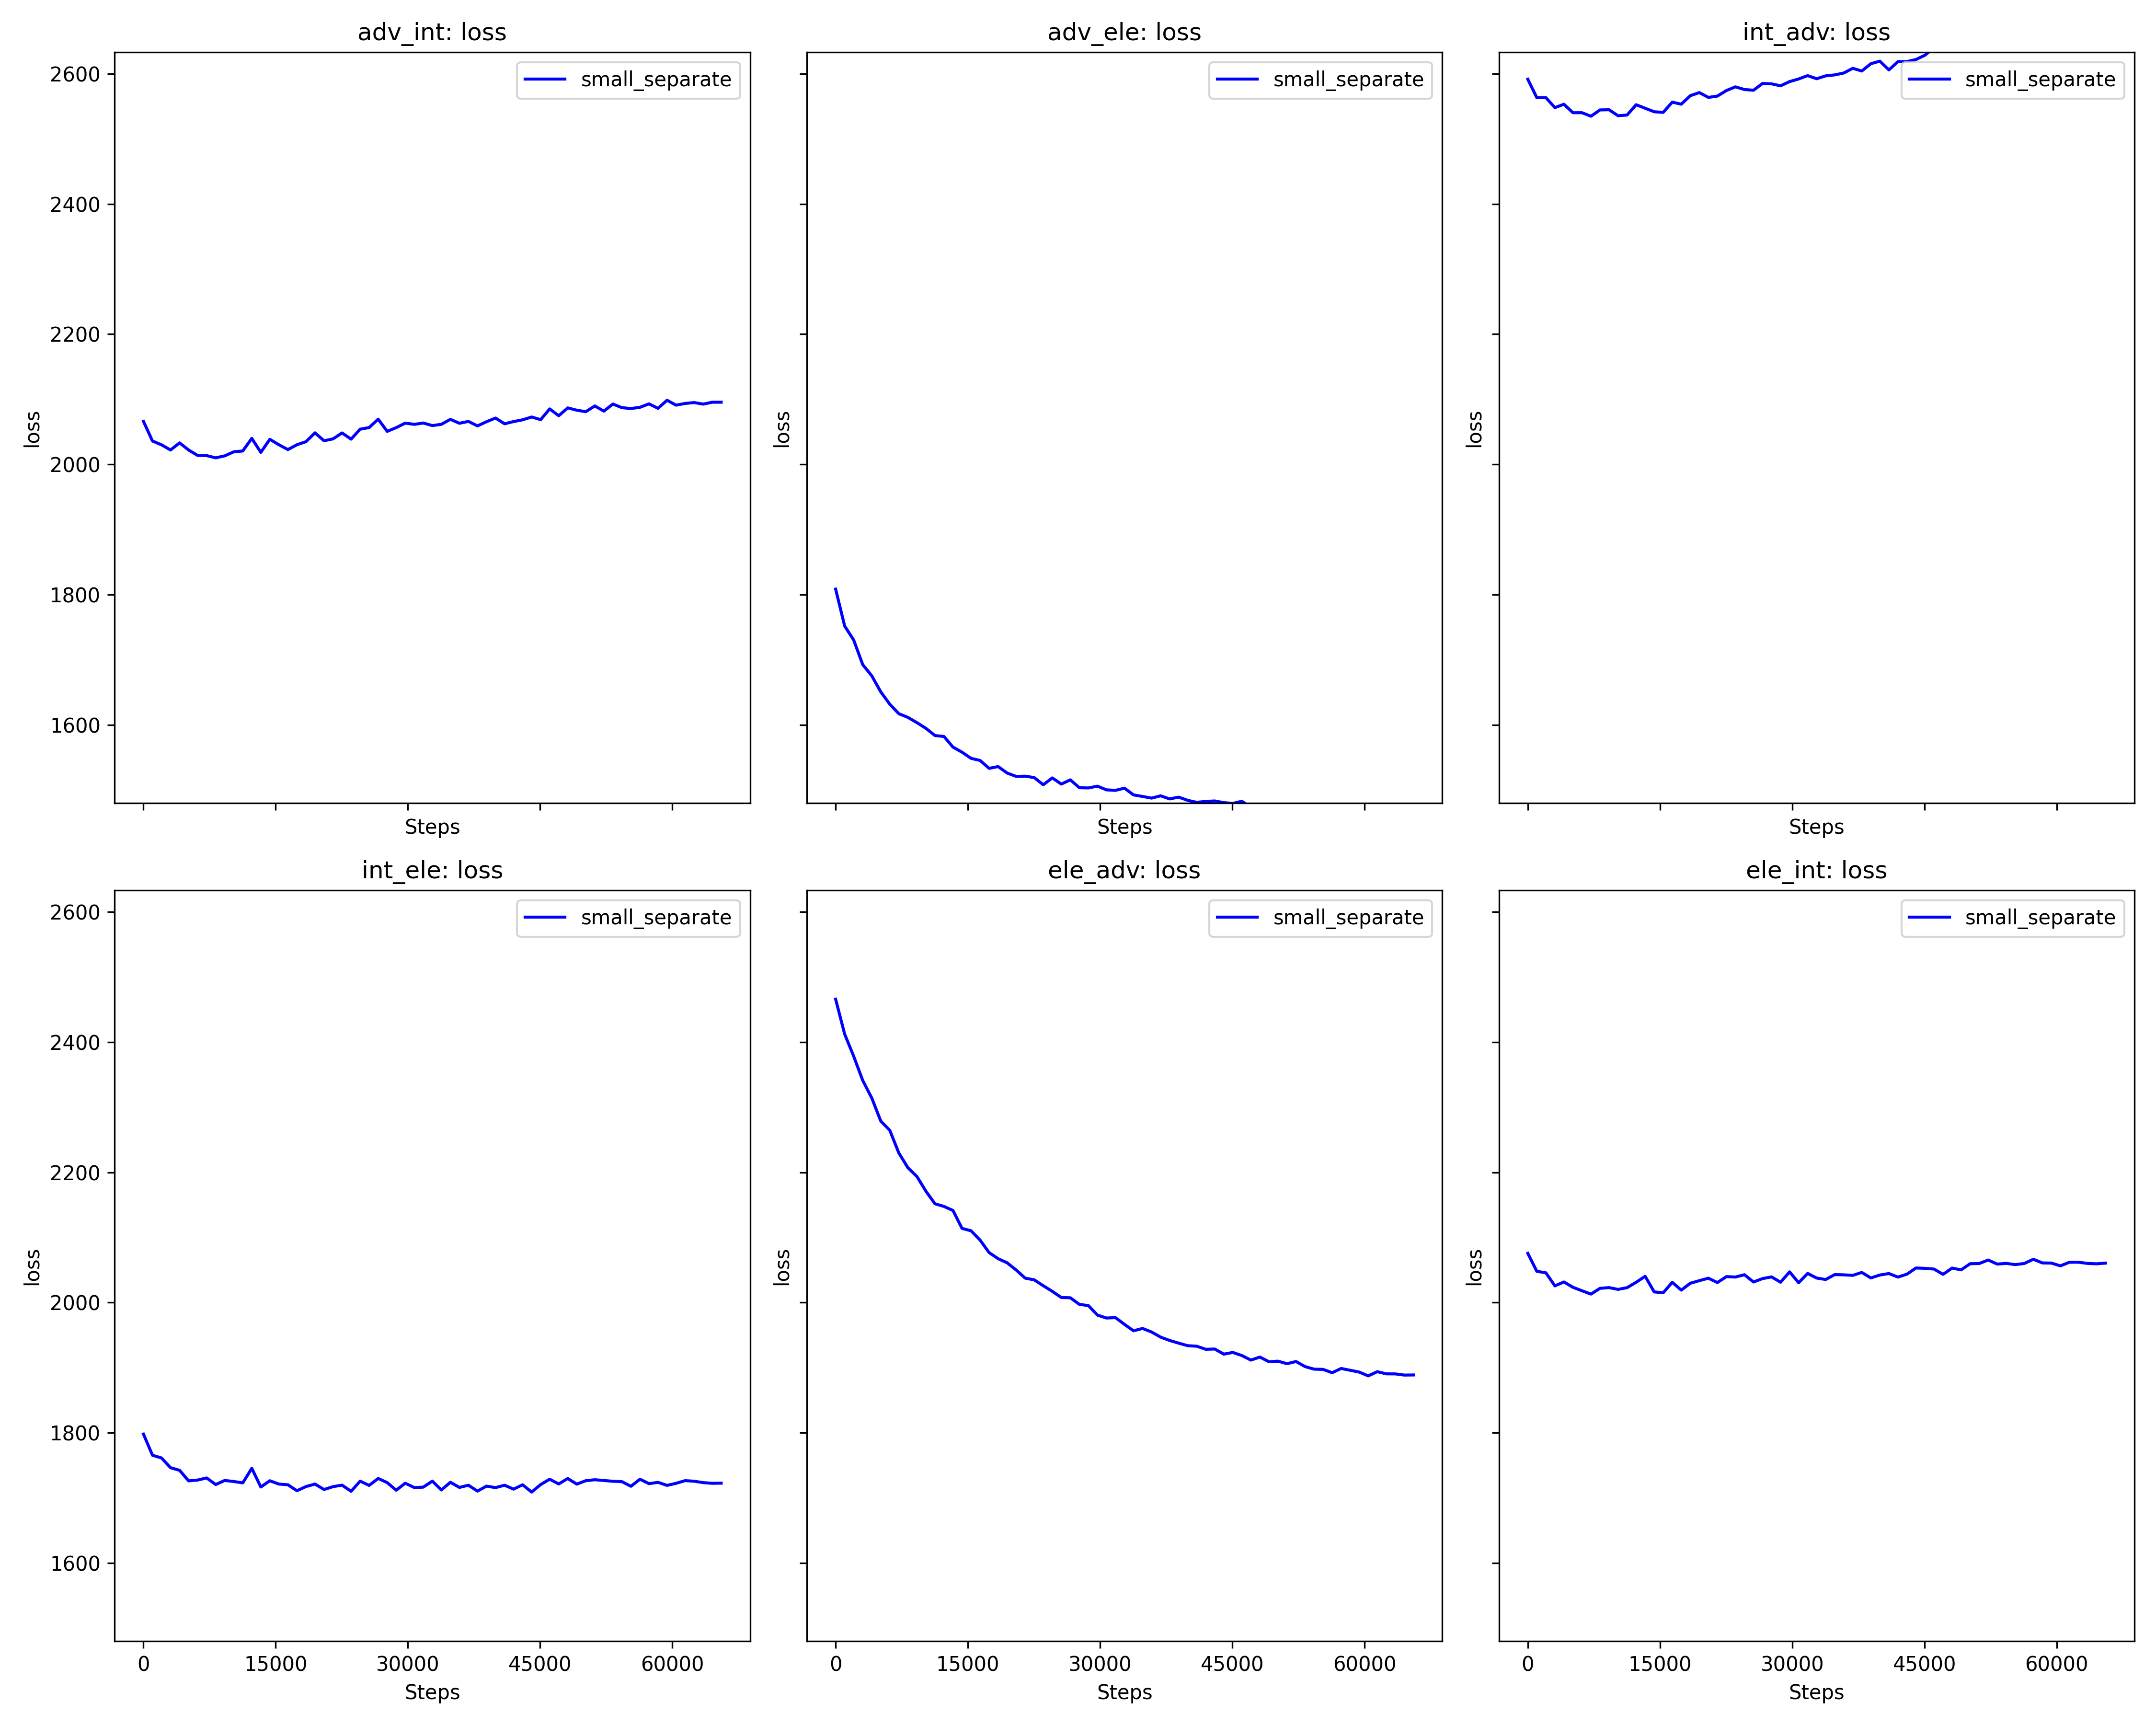 adv_int: loss
small_separate
2600
2400
2200
2000
1800
1600
loss
Steps
adv_ele: loss
small_separate
loss
Steps
int_adv: loss
small_separate
loss
Steps
int_ele: loss
small_separate
2600
2400
2200
2000
1800
1600
loss
0 15000 30000 45000 60000
Steps
ele_adv: loss
small_separate
loss
0 15000 30000 45000 60000
Steps
ele_int: loss
small_separate
loss
0 15000 30000 45000 60000
Steps